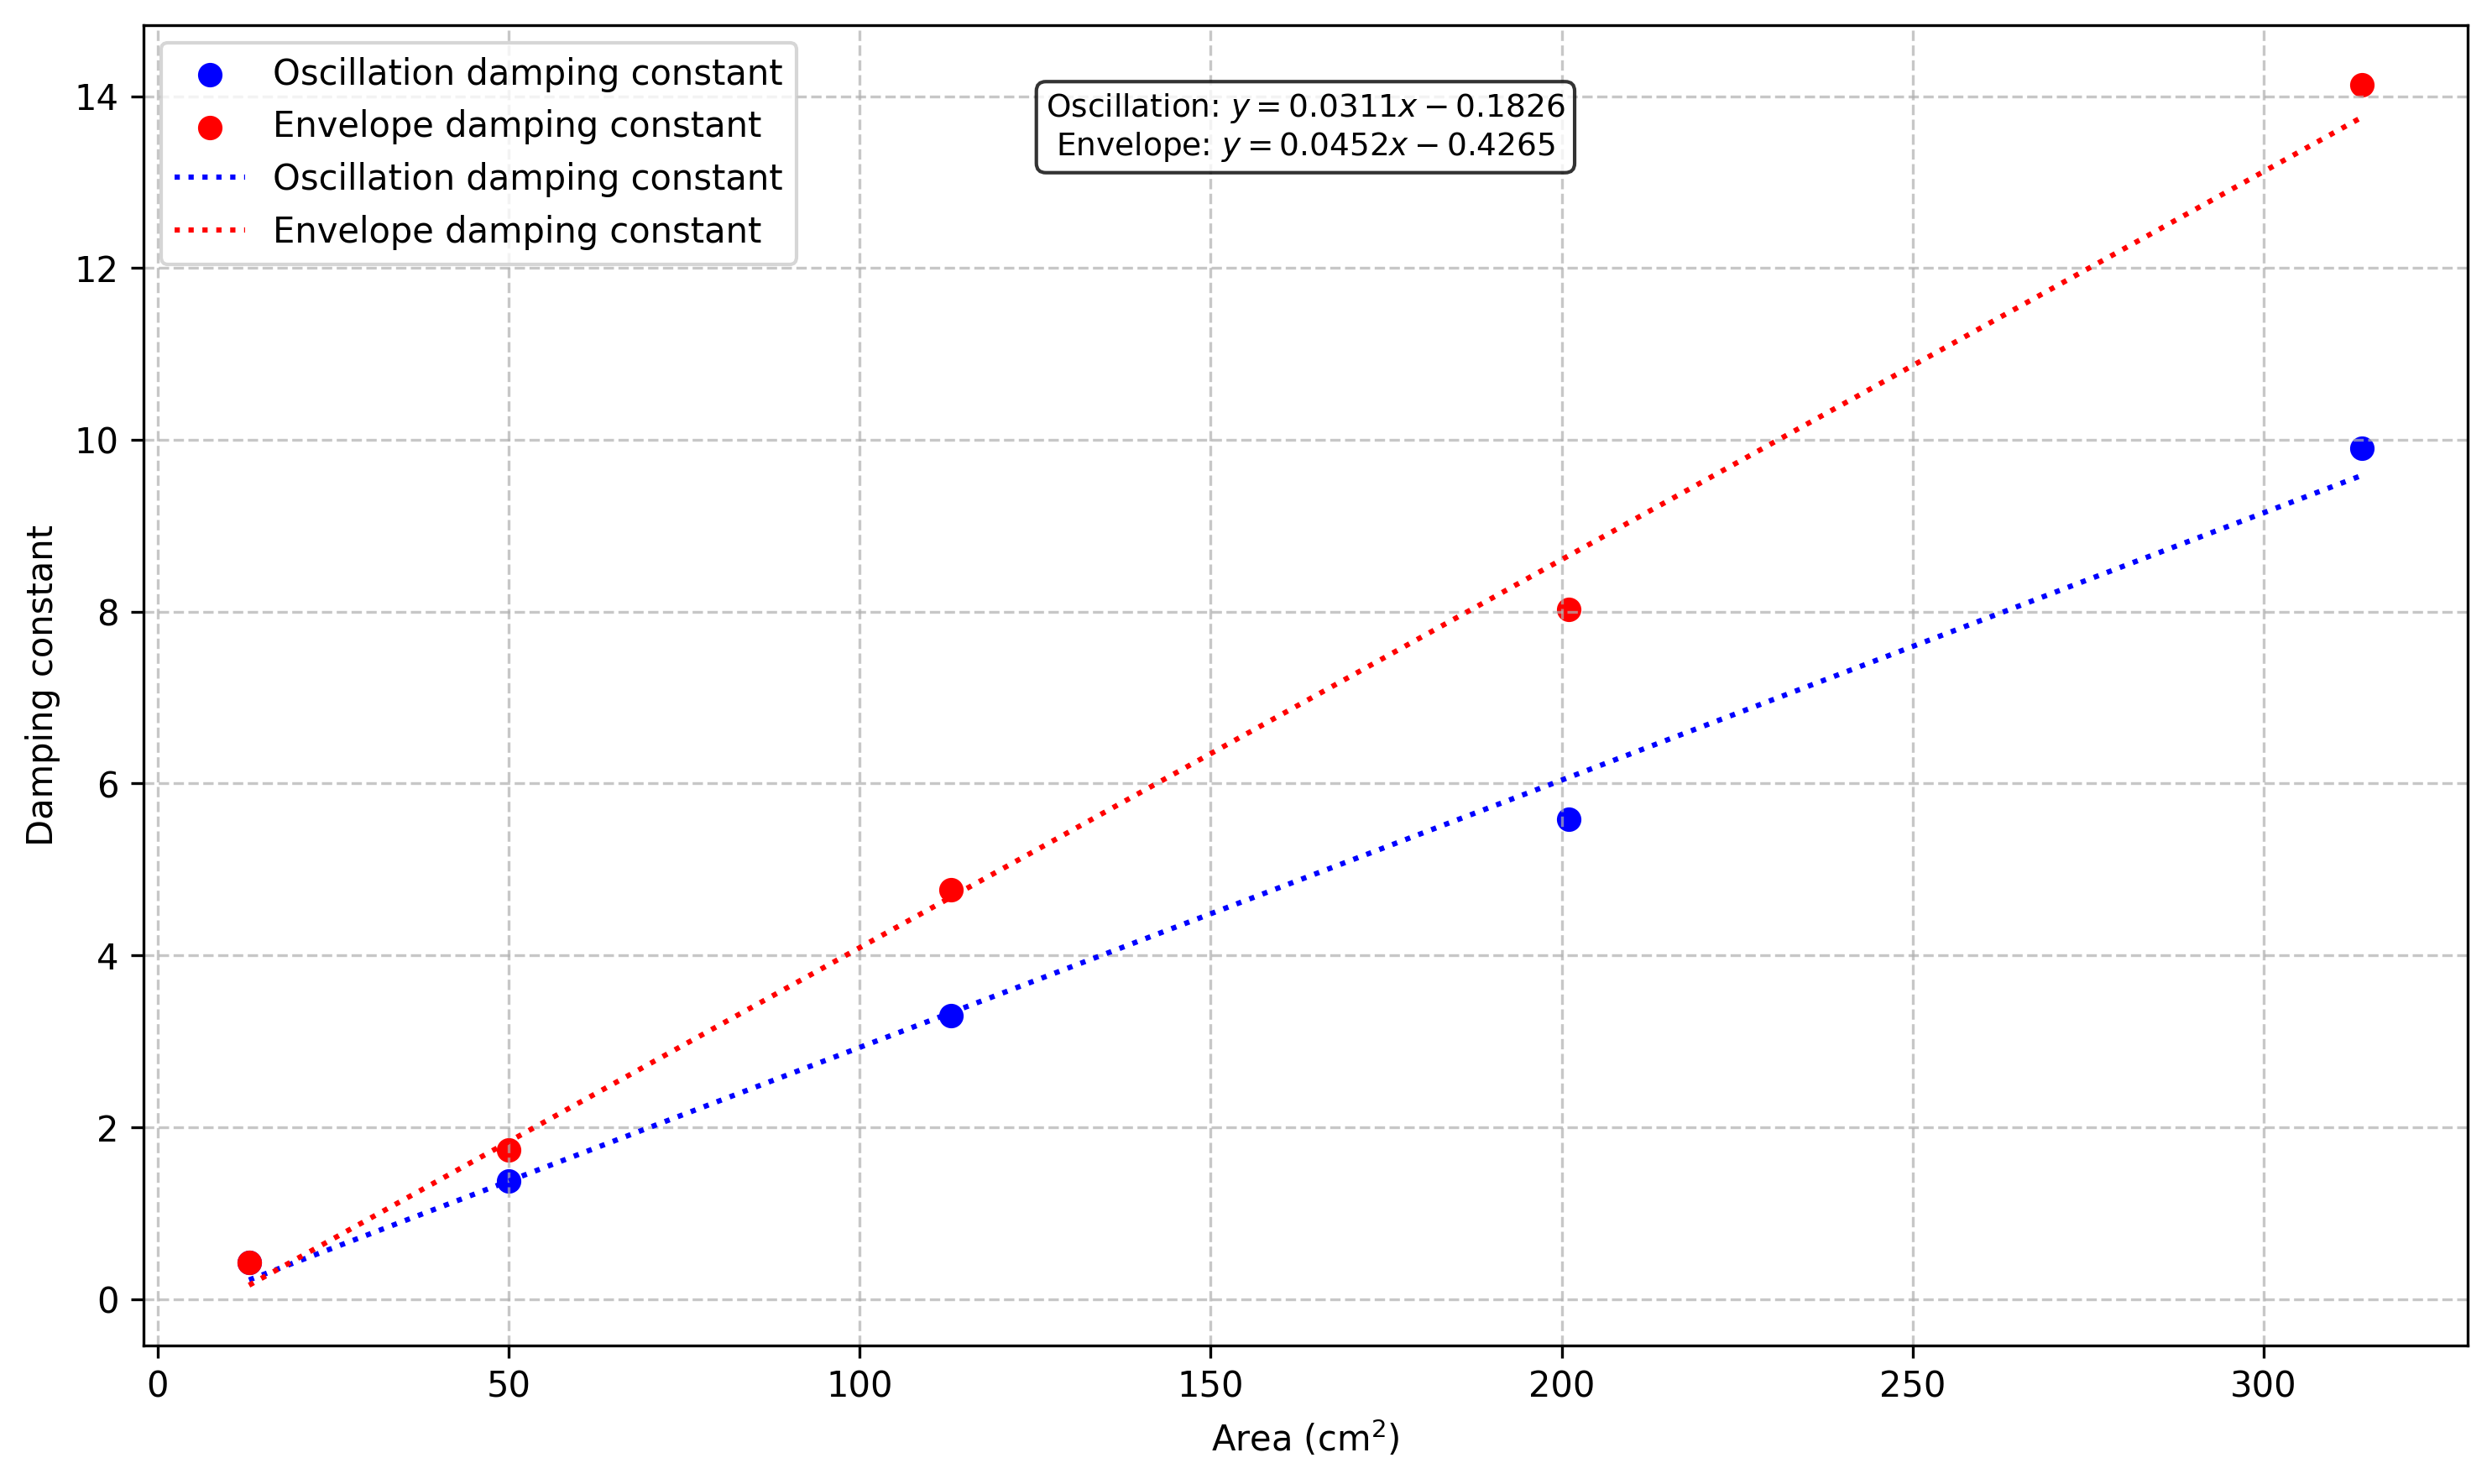 Oscillation damping constant
Envelope damping constant
Oscillation damping constant
Envelope damping constant
Oscillation: y = 0.0311x − 0.1826
Envelope: y = 0.0452x − 0.4265
14
12
10
8
6
4
2
0
Damping constant
0 50 100 150 200 250 300
Area (cm²)